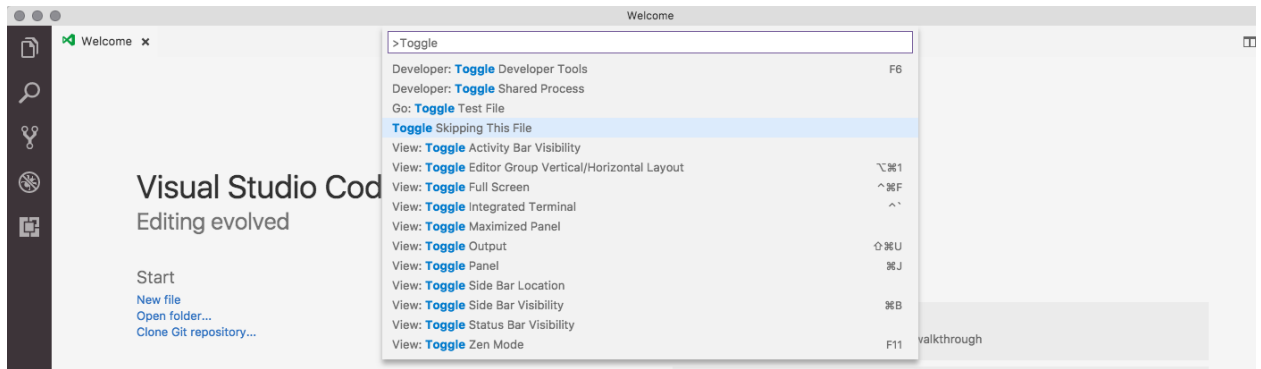 Welcome
Welcome ×
>Toggle
Developer: Toggle Developer Tools F6
Developer: Toggle Shared Process
Go: Toggle Test File
Toggle Skipping This File
View: Toggle Activity Bar Visibility
View: Toggle Editor Group Vertical/Horizontal Layout ⌥⌘1
View: Toggle Full Screen ^⌘F
View: Toggle Integrated Terminal ^`
View: Toggle Maximized Panel
View: Toggle Output ⇧⌘U
View: Toggle Panel ⌘J
View: Toggle Side Bar Location
View: Toggle Side Bar Visibility ⌘B
View: Toggle Status Bar Visibility
View: Toggle Zen Mode F11
Visual Studio Cod
Editing evolved
Start
New file
Open folder...
Clone Git repository...
walkthrough